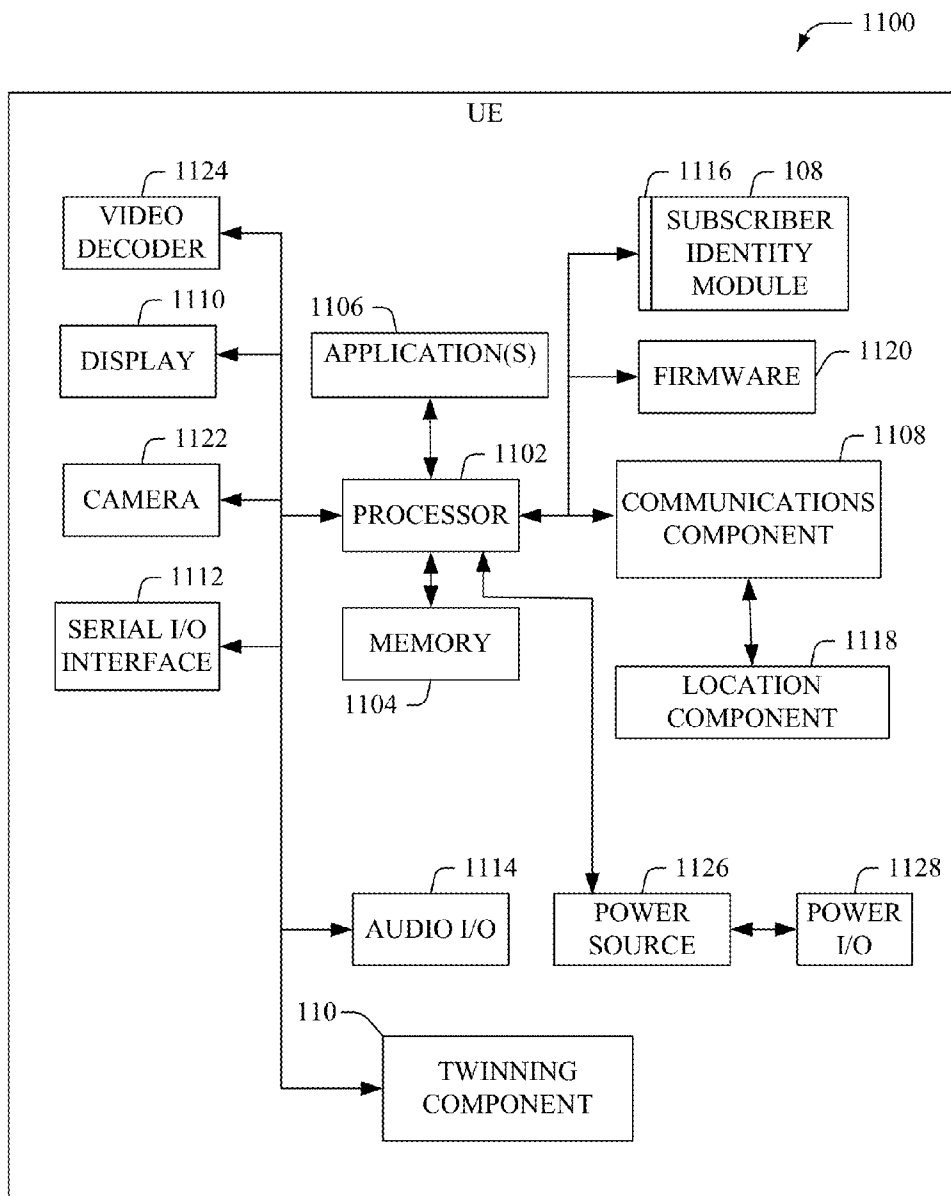 1100
UE
1124
VIDEO
DECODER
1110
DISPLAY
1122
CAMERA
1112
SERIAL I/O
INTERFACE
1106
APPLICATION(S)
1102
PROCESSOR
MEMORY
1104
1116
108
SUBSCRIBER
IDENTITY
MODULE
1120
FIRMWARE
1108
COMMUNICATIONS
COMPONENT
1118
LOCATION
COMPONENT
1114
AUDIO I/O
1126
POWER
SOURCE
1128
POWER
I/O
110
TWINNING
COMPONENT